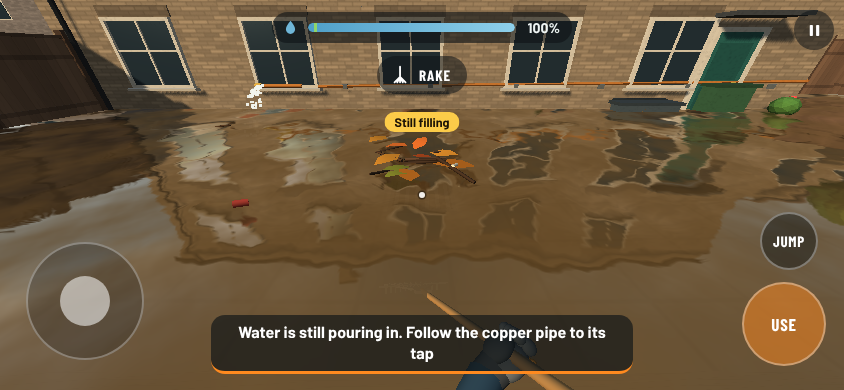 100%
RAKE
Still filling
JUMP
USE
Water is still pouring in. Follow the copper pipe to its
tap